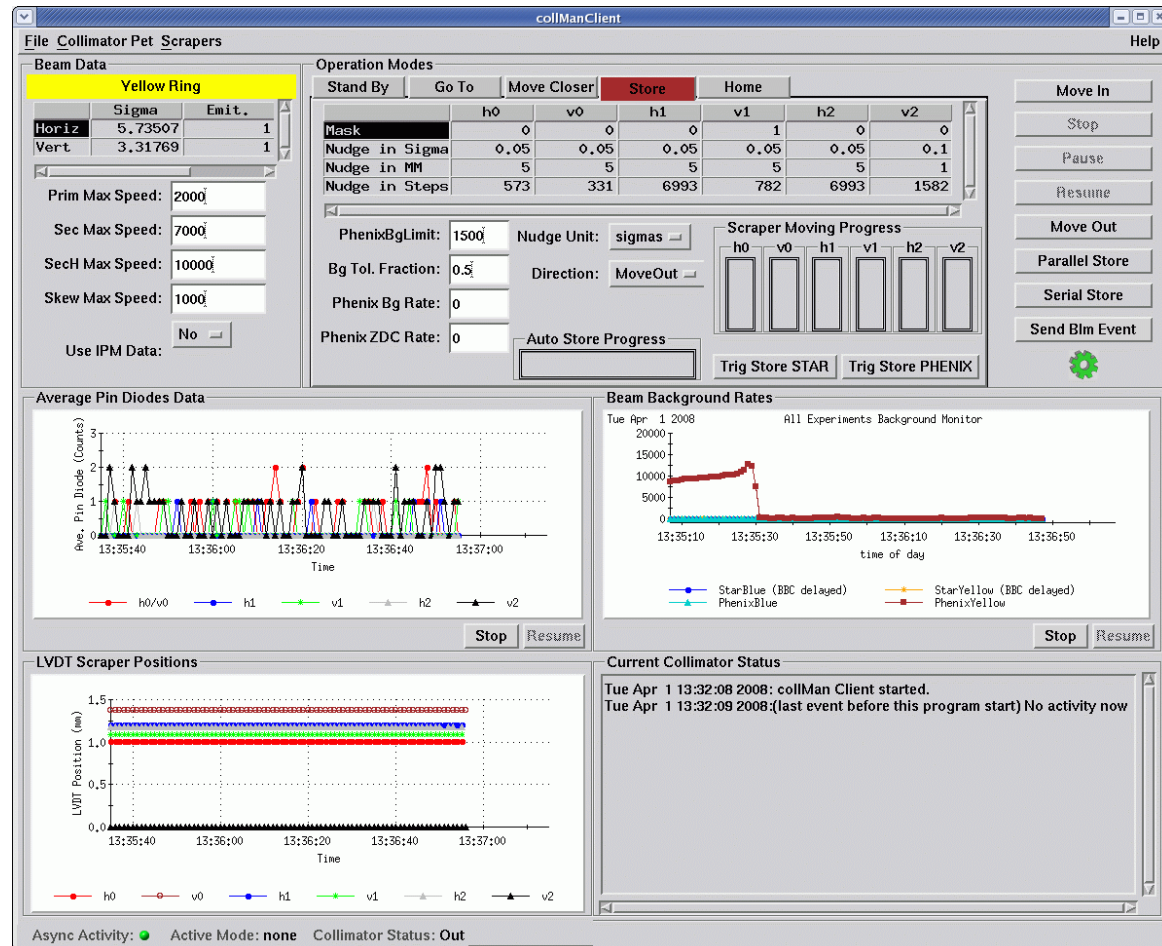 collManClient
File Collimator Pet Scrapers Help
Beam Data
Yellow Ring
Sigma Emit.
Horiz 5.73507 1
Vert 3.31769 1
Prim Max Speed: 2000
Sec Max Speed: 7000
SecH Max Speed: 10000
Skew Max Speed: 1000
Use IPM Data: No
Operation Modes
Stand By Go To Move Closer Store Home
h0 v0 h1 v1 h2 v2
Mask 0 0 0 1 0 0
Nudge in Sigma 0.05 0.05 0.05 0.05 0.05 0.1
Nudge in MM 5 5 5 5 5 1
Nudge in Steps 573 331 6993 782 6993 1582
PhenixBgLimit: 1500
Bg Tol. Fraction: 0.5
Phenix Bg Rate: 0
Phenix ZDC Rate: 0
Nudge Unit: sigmas
Direction: MoveOut
Auto Store Progress
Scraper Moving Progress
h0 v0 h1 v1 h2 v2
Trig Store STAR Trig Store PHENIX
Move In
Stop
Pause
Resume
Move Out
Parallel Store
Serial Store
Send Blm Event
Average Pin Diodes Data
Ave. Pin Diode (Counts)
3
2
1
0
13:35:40 13:36:00 13:36:20 13:36:40 13:37:00
Time
h0/v0 h1 v1 h2 v2
Stop Resume
Beam Background Rates
Tue Apr 1 2008 All Experiments Background Monitor
20000
15000
10000
5000
0
13:35:10 13:35:30 13:35:50 13:36:10 13:36:30 13:36:50
time of day
StarBlue (BBC delayed) StarYellow (BBC delayed)
PhenixBlue PhenixYellow
Stop Resume
LVDT Scraper Positions
LVDT Position (mm)
1.5
1.0
0.5
0.0
13:35:40 13:36:00 13:36:20 13:36:40 13:37:00
Time
h0 v0 h1 v1 h2 v2
Current Collimator Status
Tue Apr 1 13:32:08 2008: collMan Client started.
Tue Apr 1 13:32:09 2008:(last event before this program start) No activity now
Async Activity: Active Mode: none Collimator Status: Out